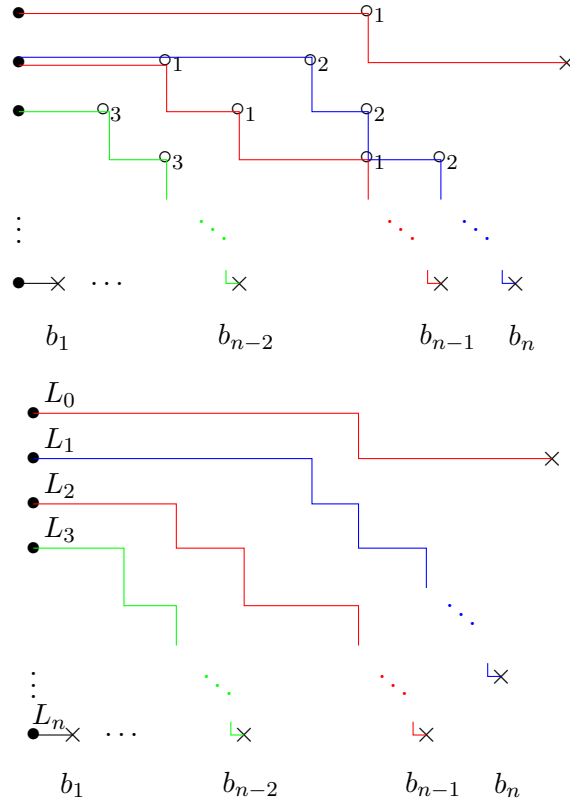 1
1 2
3 1 2
3 1 2
⋮ ⋱ ⋱ ⋱
⋯
b_1 b_{n-2} b_{n-1} b_n
L_0
L_1
L_2
L_3
⋮ ⋱ ⋱ ⋱
L_n ⋯
b_1 b_{n-2} b_{n-1} b_n